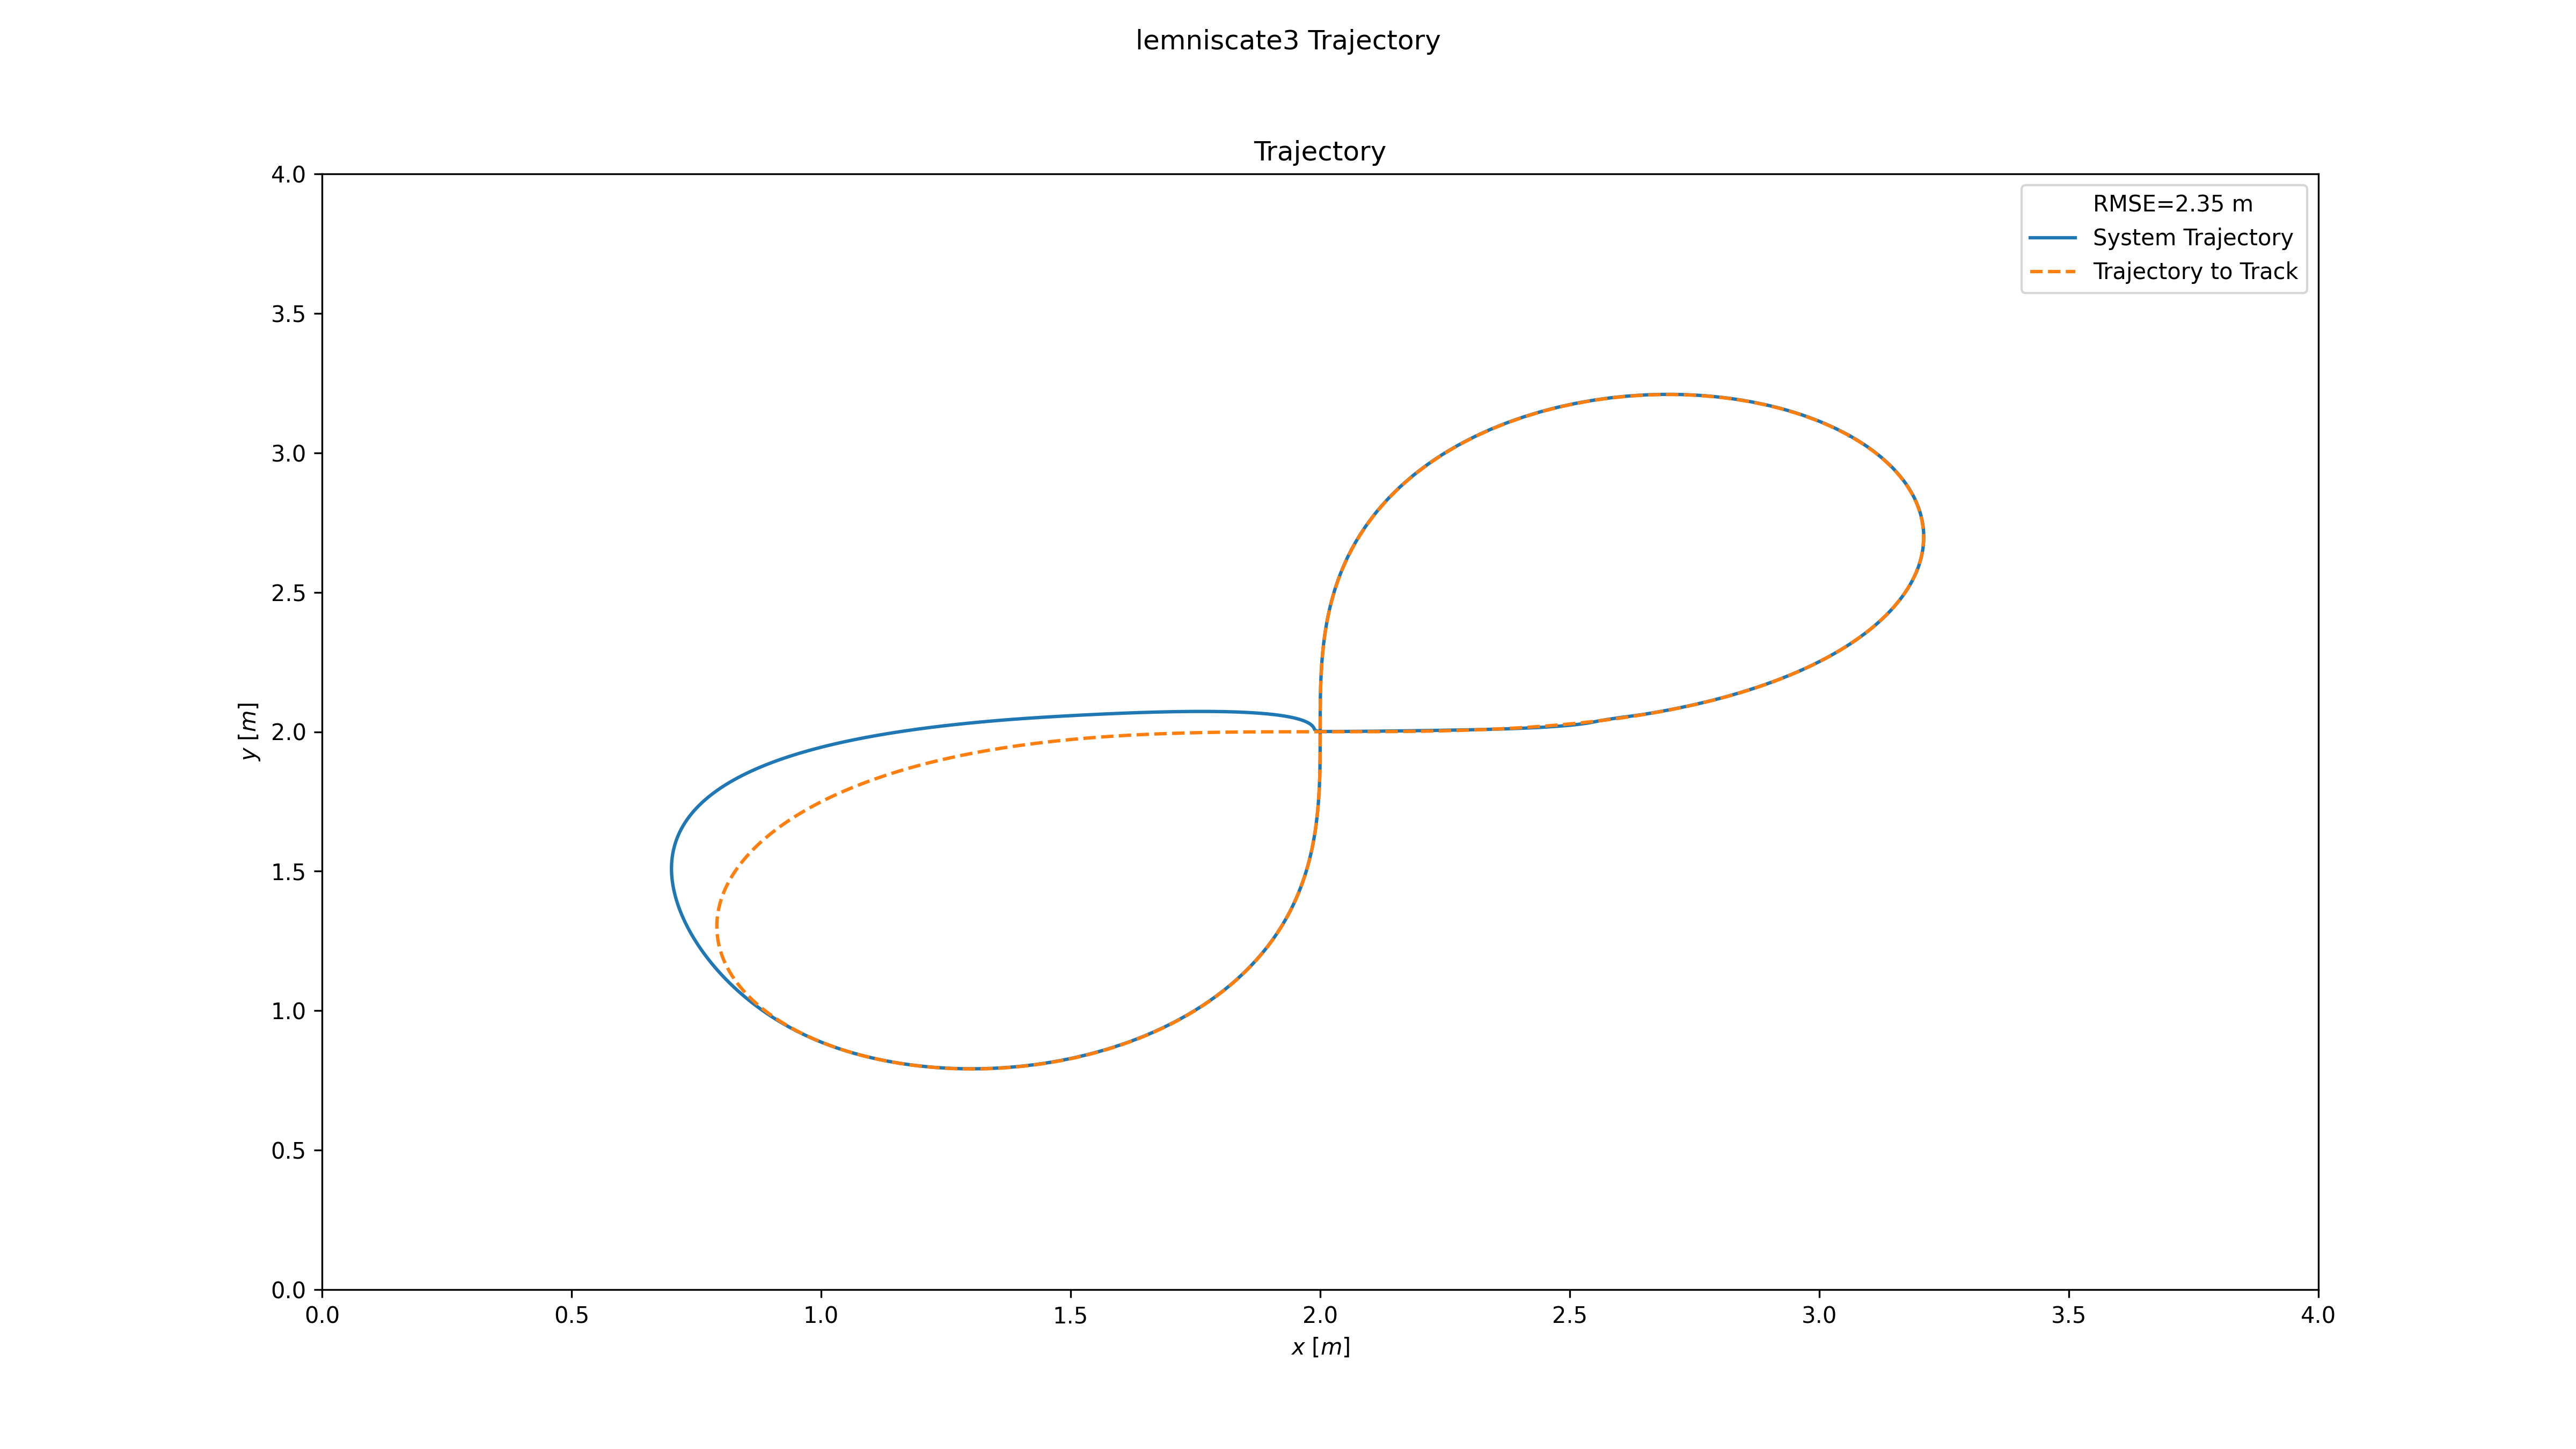 lemniscate3 Trajectory
Trajectory
RMSE=2.35 m
System Trajectory
Trajectory to Track
4.0
3.5
3.0
2.5
2.0
1.5
1.0
0.5
0.0
y [m]
0.0 0.5 1.0 1.5 2.0 2.5 3.0 3.5 4.0
x [m]